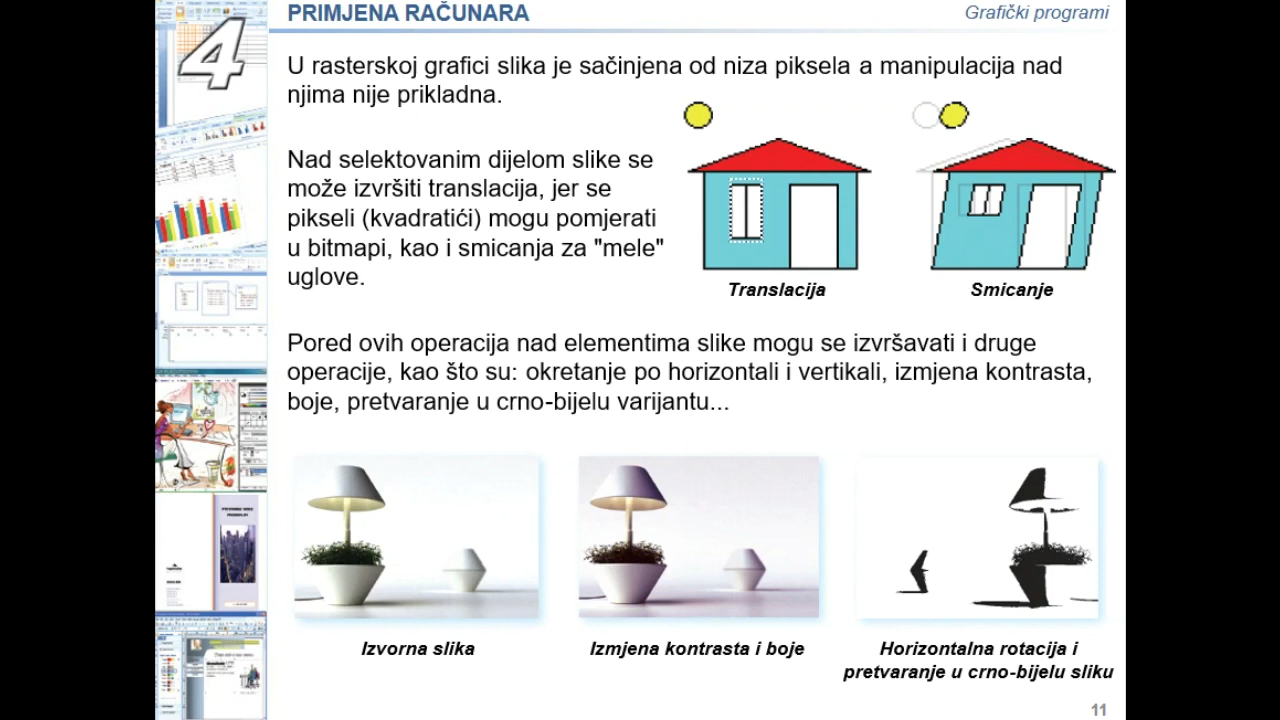 4
PRIMJENA RAČUNARA
Grafički programi
U rasterskoj grafici slika je sačinjena od niza piksela a manipulacija nad
njima nije prikladna.
Nad selektovanim dijelom slike se
može izvršiti translacija, jer se
pikseli (kvadratići) mogu pomjerati
u bitmapi, kao i smicanja za "mele"
uglove.
Translacija
Smicanje
Pored ovih operacija nad elementima slike mogu se izvršavati i druge
operacije, kao što su: okretanje po horizontali i vertikali, izmjena kontrasta,
boje, pretvaranje u crno-bijelu varijantu...
Izvorna slika
Izmjena kontrasta i boje
Horizontalna rotacija i
pretvaranje u crno-bijelu sliku
11